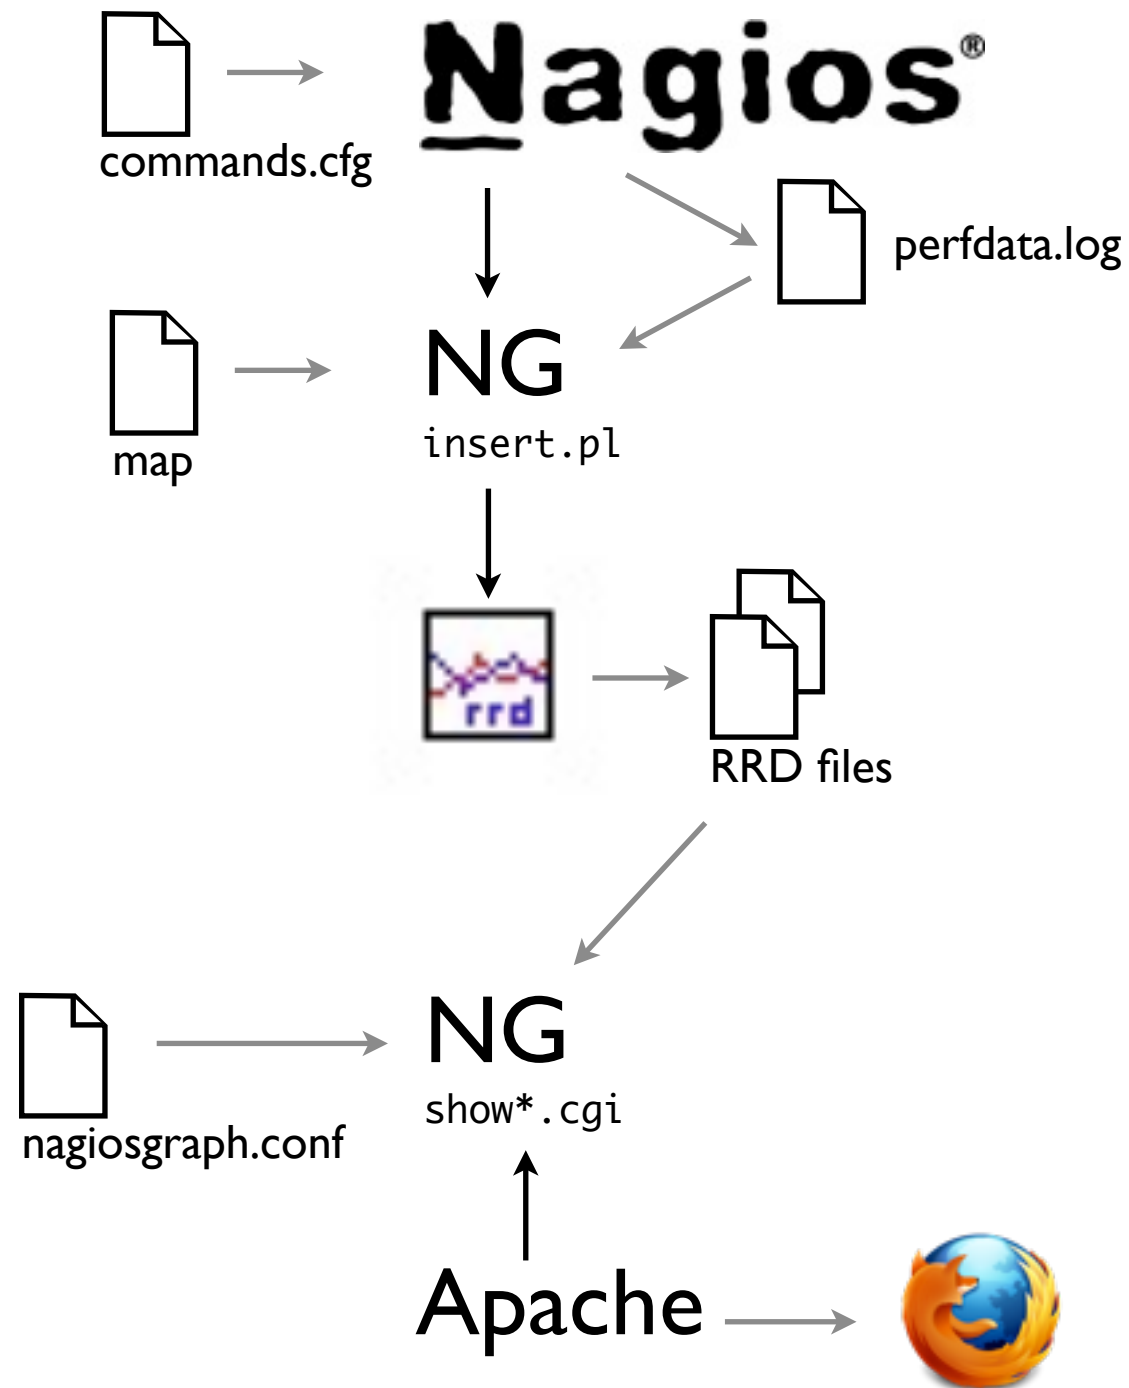 Nagios®
commands.cfg
perfdata.log
NG
insert.pl
map
rrd
RRD files
NG
show*.cgi
nagiosgraph.conf
Apache